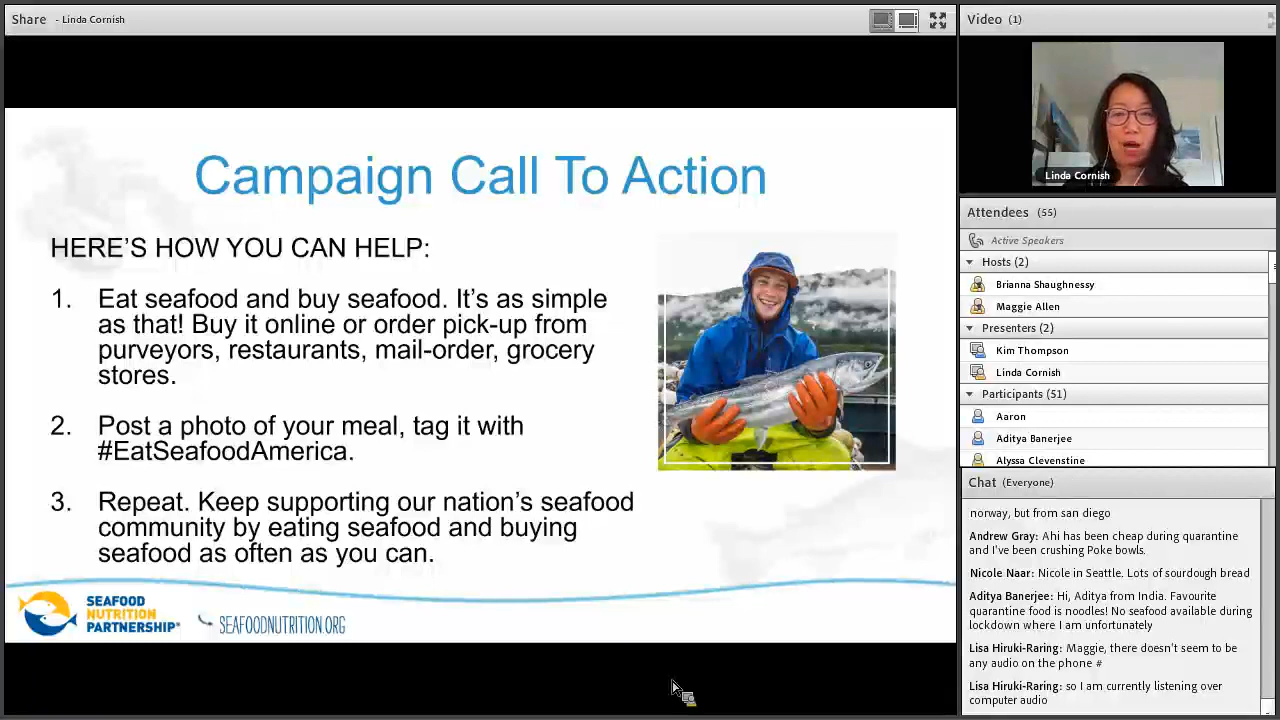 Share - Linda Cornish
Campaign Call To Action
HERE’S HOW YOU CAN HELP:
1. Eat seafood and buy seafood. It’s as simple
as that! Buy it online or order pick-up from
purveyors, restaurants, mail-order, grocery
stores.
2. Post a photo of your meal, tag it with
#EatSeafoodAmerica.
3. Repeat. Keep supporting our nation’s seafood
community by eating seafood and buying
seafood as often as you can.
SEAFOOD
NUTRITION
PARTNERSHIP®
SEAFOODNUTRITION.ORG
Video (1)
Linda Cornish
Attendees (55)
Active Speakers
Hosts (2)
Brianna Shaughnessy
Maggie Allen
Presenters (2)
Kim Thompson
Linda Cornish
Participants (51)
Aaron
Aditya Banerjee
Alyssa Clevenstine
Chat (Everyone)
norway, but from san diego
Andrew Gray: Ahi has been cheap during quarantine
and I've been crushing Poke bowls.
Nicole Naar: Nicole in Seattle. Lots of sourdough bread
Aditya Banerjee: Hi, Aditya from India. Favourite
quarantine food is noodles! No seafood available during
lockdown where I am unfortunately
Lisa Hiruki-Raring: Maggie, there doesn't seem to be
any audio on the phone #
Lisa Hiruki-Raring: so I am currently listening over
computer audio